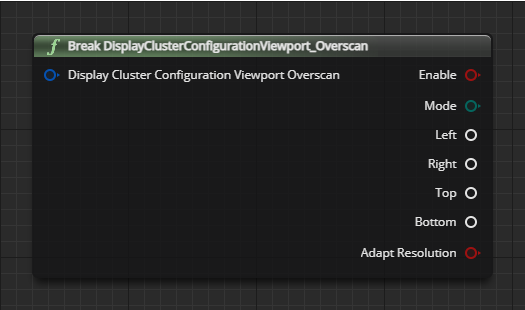 f Break DisplayClusterConfigurationViewport_Overscan
Display Cluster Configuration Viewport Overscan Enable
Mode
Left
Right
Top
Bottom
Adapt Resolution